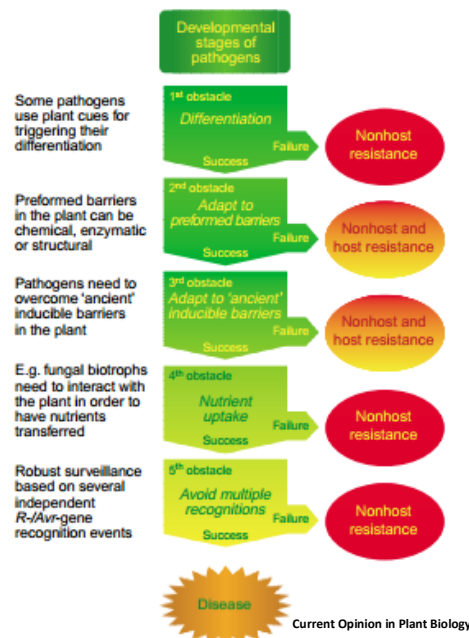 Developmental
stages of
pathogens
Some pathogens
use plant cues for
triggering their
differentiation
1st obstacle
Differentiation
Failure
Success
Nonhost
resistance
Preformed barriers
in the plant can be
chemical, enzymatic
or structural
2nd obstacle
Adapt to
preformed barriers
Failure
Success
Nonhost and
host resistance
Pathogens need to
overcome 'ancient'
inducible barriers
in the plant
3rd obstacle
Adapt to 'ancient'
inducible barriers
Failure
Success
Nonhost and
host resistance
E.g. fungal biotrophs
need to interact with
the plant in order to
have nutrients
transferred
4th obstacle
Nutrient
uptake
Failure
Success
Nonhost
resistance
Robust surveillance
based on several
independent
R-/Avr-gene
recognition events
5th obstacle
Avoid multiple
recognitions
Failure
Success
Nonhost
resistance
Disease
Current Opinion in Plant Biology